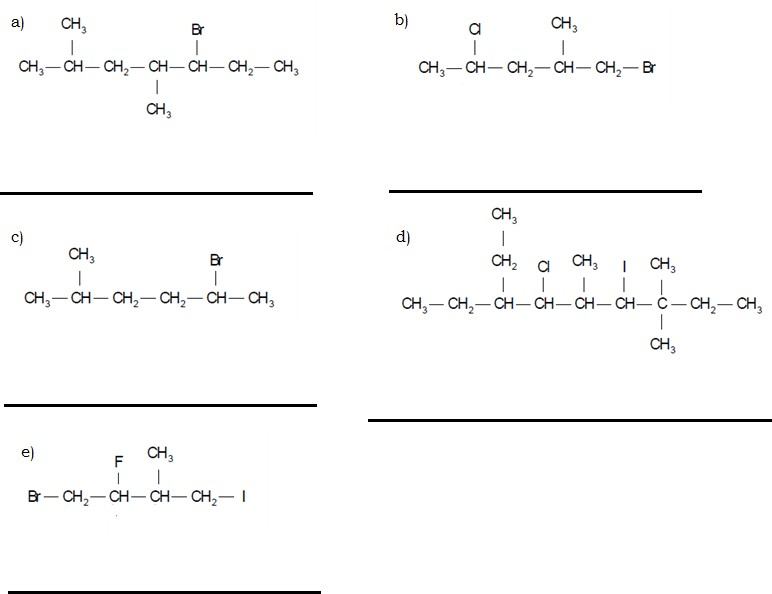 a)
CH₃ Br
CH₃—CH—CH₂—CH—CH—CH₂—CH₃
CH₃
b)
Cl CH₃
CH₃—CH—CH₂—CH—CH₂—Br
c)
CH₃ Br
CH₃—CH—CH₂—CH₂—CH—CH₃
d)
CH₃
CH₂ Cl CH₃ I CH₃
CH₃—CH₂—CH—CH—CH—CH—C—CH₂—CH₃
CH₃
e)
F CH₃
Br—CH₂—CH—CH—CH₂—I